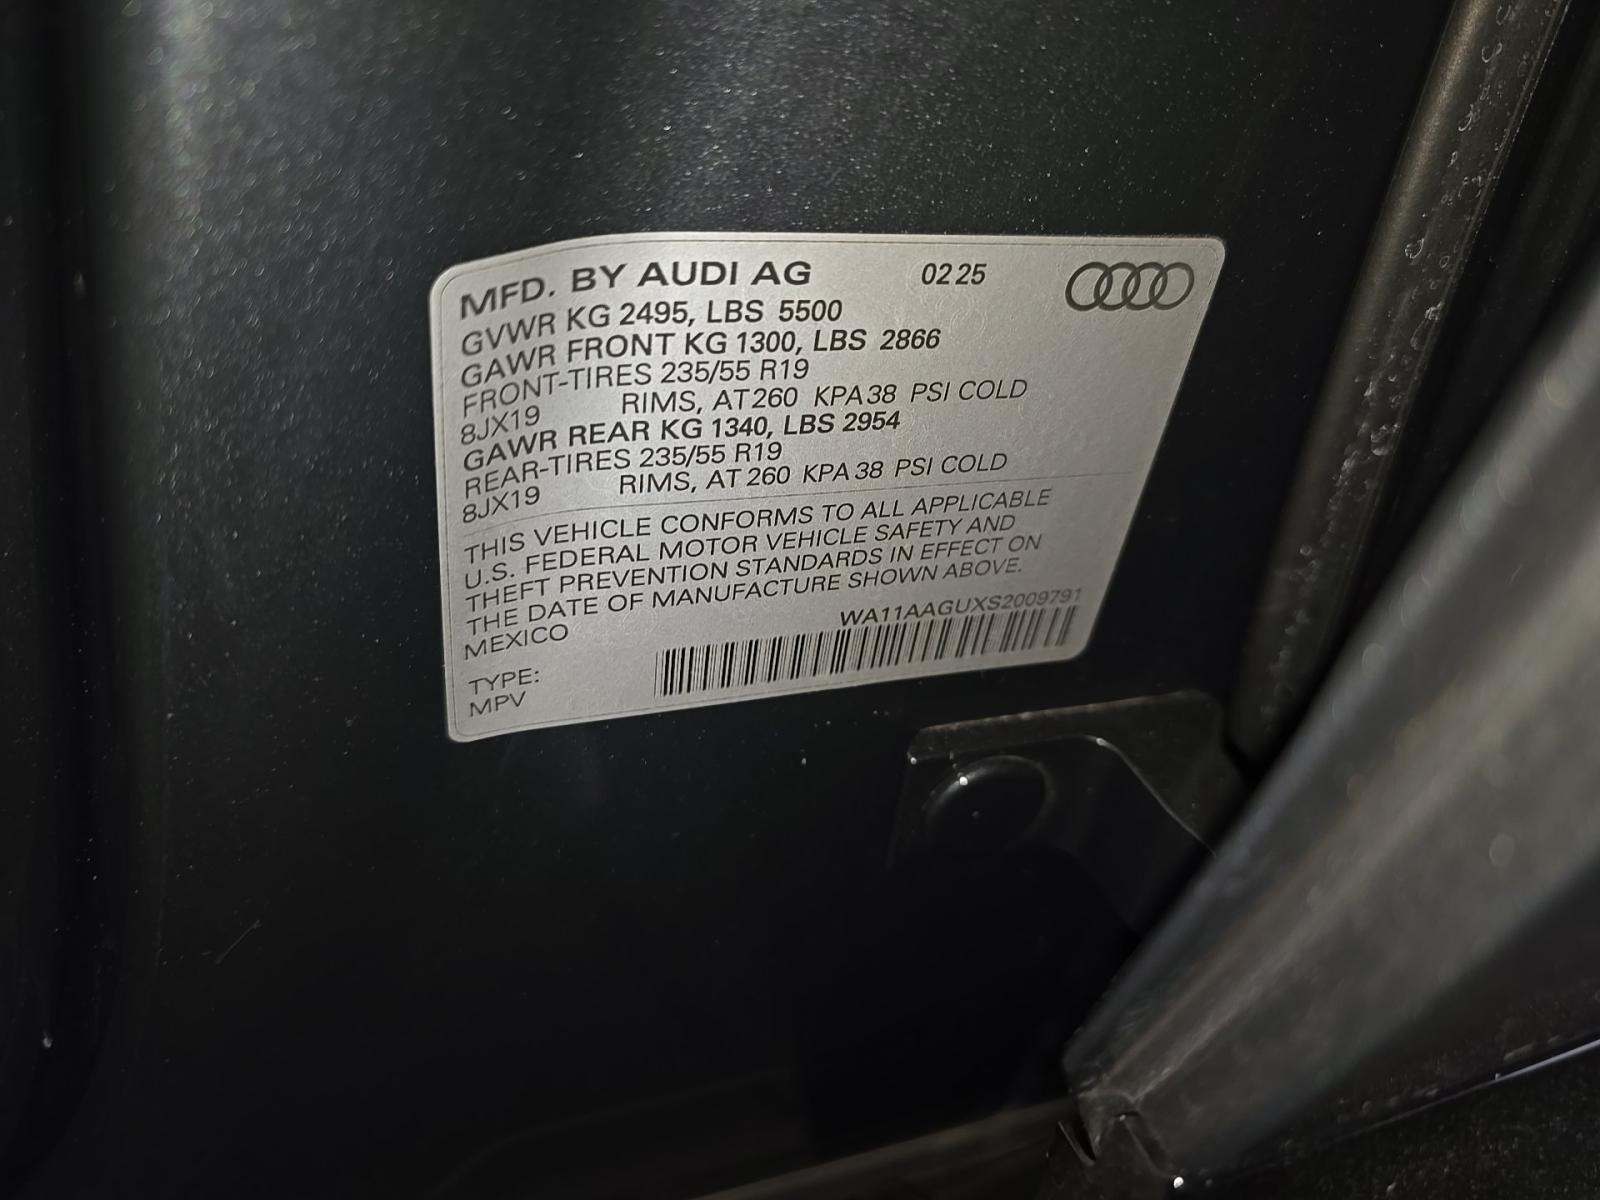 MFD. BY AUDI AG 02 25
GVWR KG 2495, LBS 5500
GAWR FRONT KG 1300, LBS 2866
FRONT-TIRES 235/55 R19
8JX19 RIMS, AT 260 KPA 38 PSI COLD
GAWR REAR KG 1340, LBS 2954
REAR-TIRES 235/55 R19
8JX19 RIMS, AT 260 KPA 38 PSI COLD
THIS VEHICLE CONFORMS TO ALL APPLICABLE
U.S. FEDERAL MOTOR VEHICLE SAFETY AND
THEFT PREVENTION STANDARDS IN EFFECT ON
THE DATE OF MANUFACTURE SHOWN ABOVE.
MEXICO WA11AAGUXS2009791
TYPE:
MPV